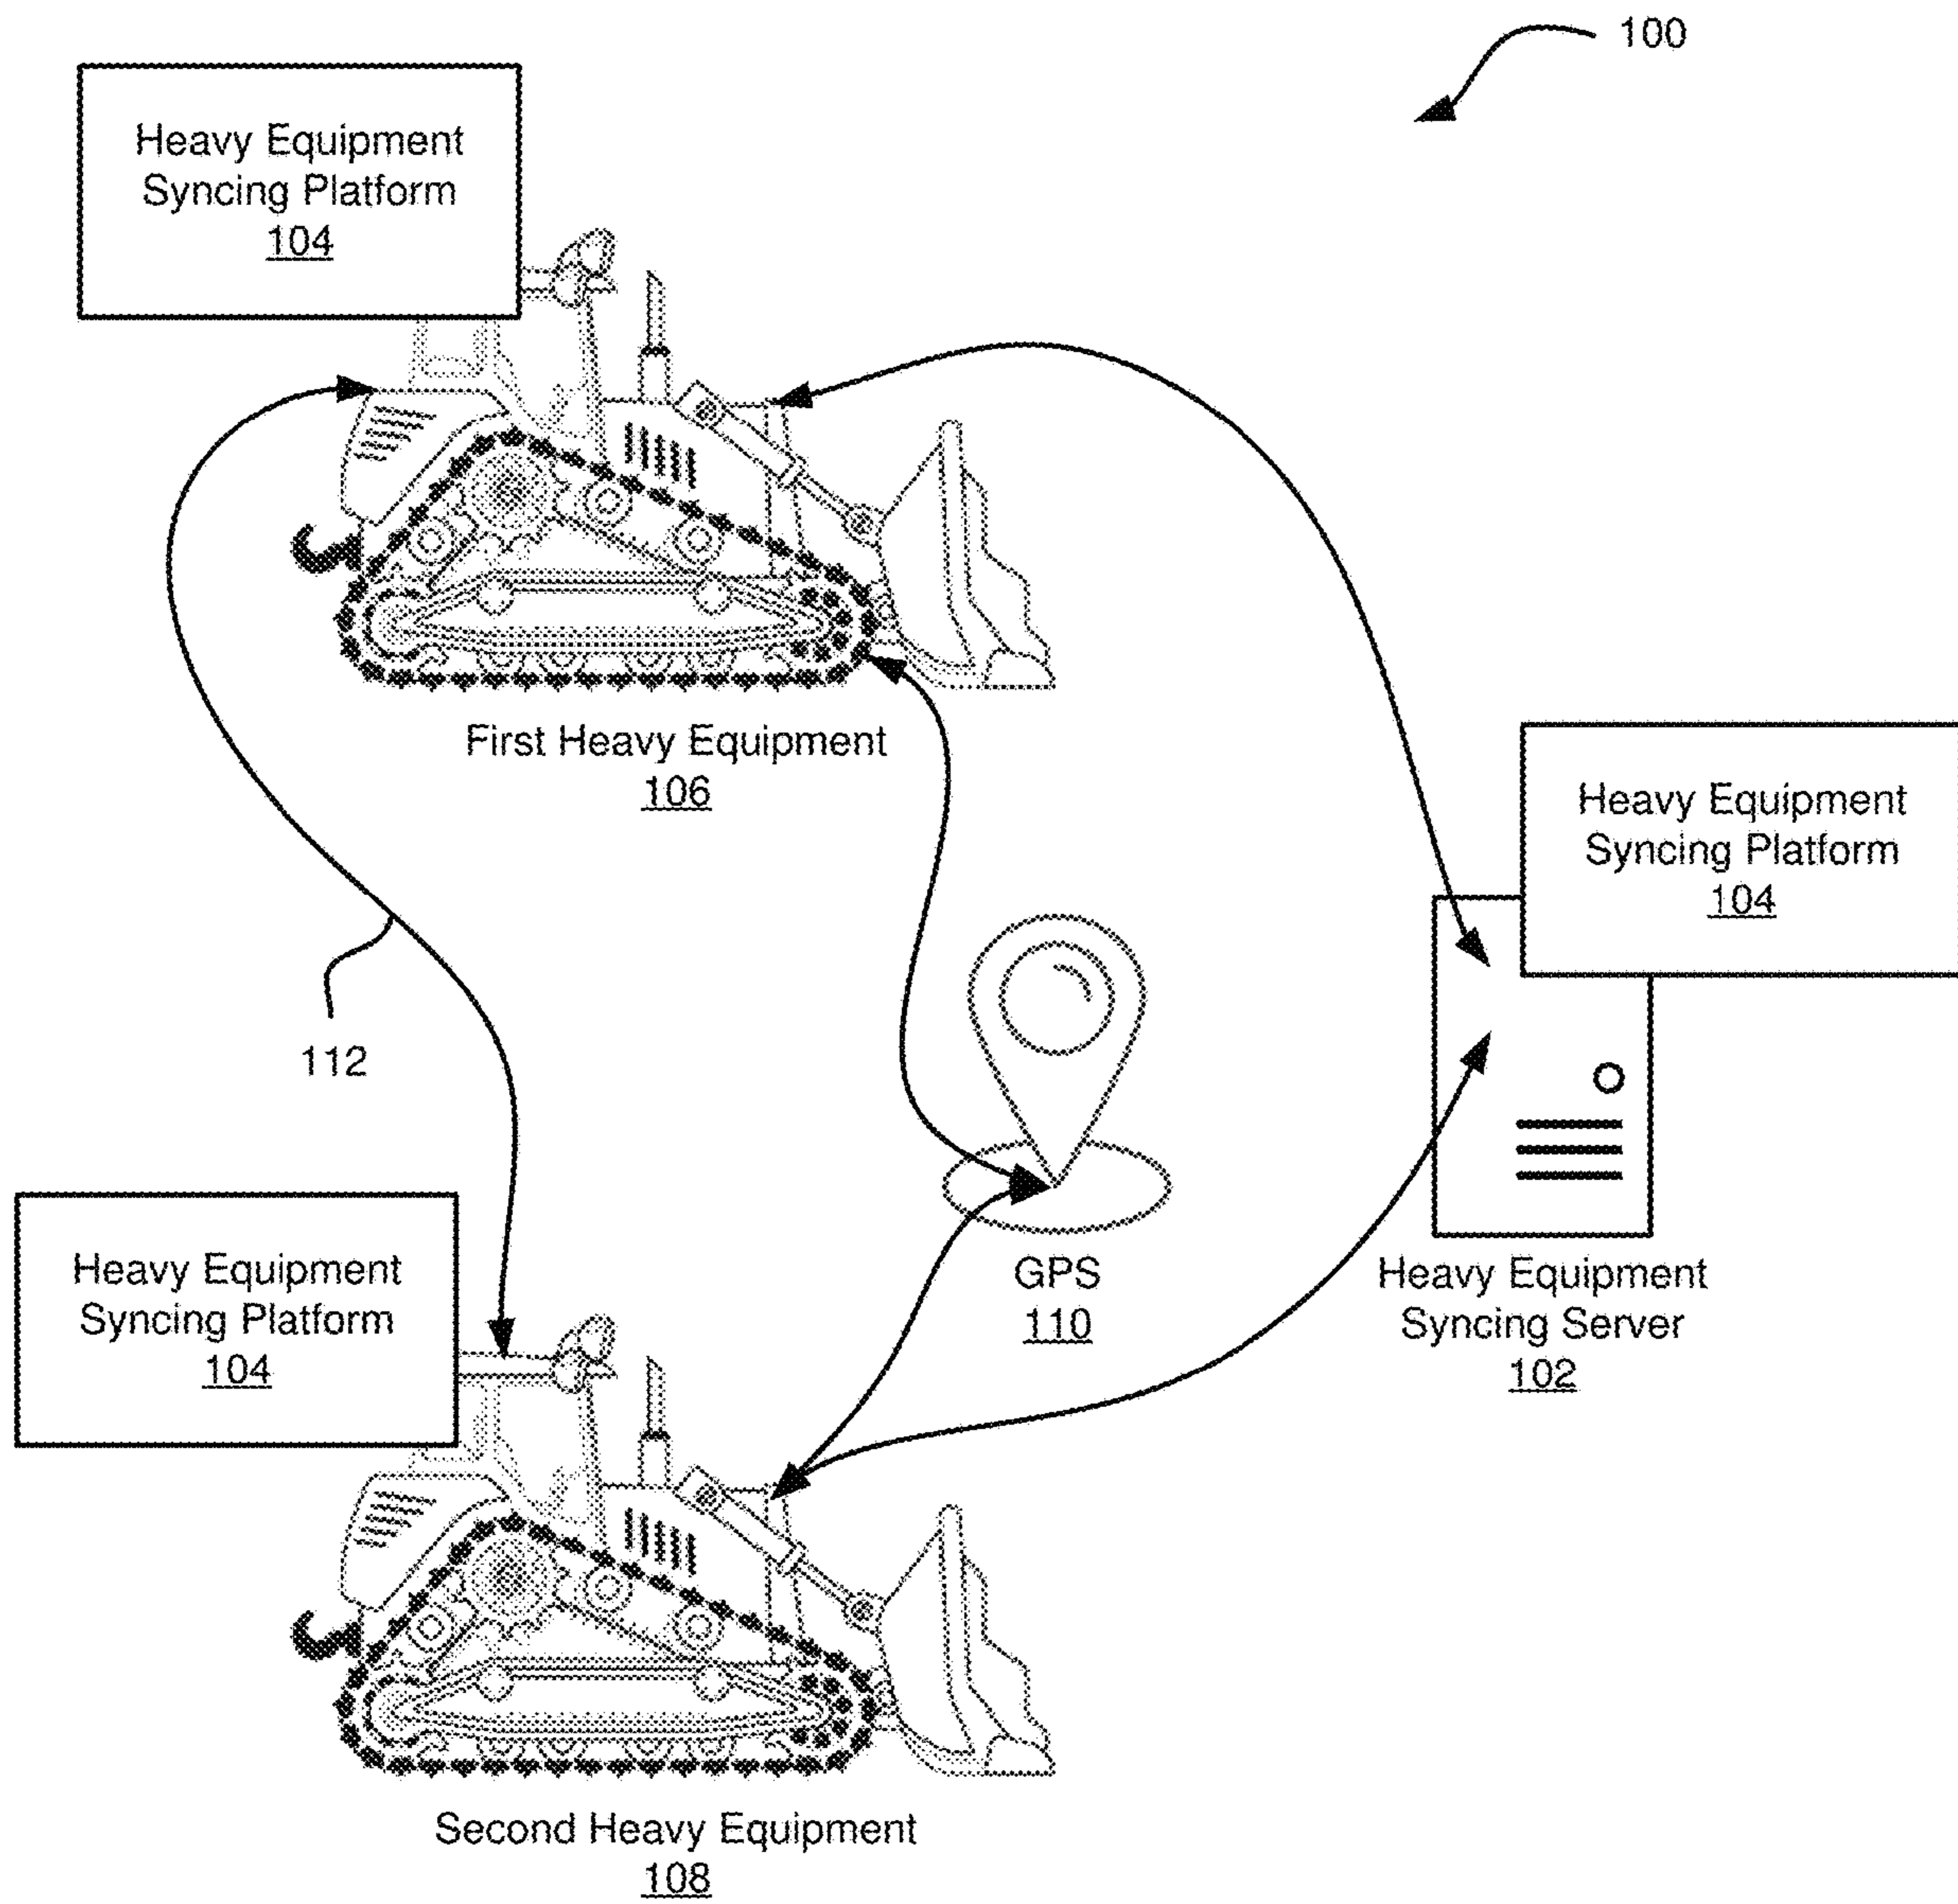 100
Heavy Equipment
Syncing Platform
104
First Heavy Equipment
106
Heavy Equipment
Syncing Platform
104
112
Heavy Equipment
Syncing Platform
104
GPS
110
Heavy Equipment
Syncing Server
102
Second Heavy Equipment
108